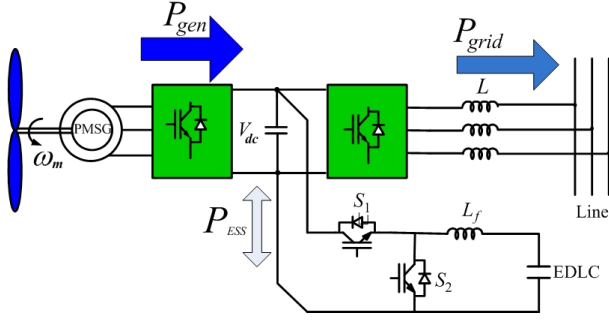 P_gen
P_grid
L
PMSG
V_dc
ω_m
P_ESS
S_1
L_f
Line
S_2
EDLC